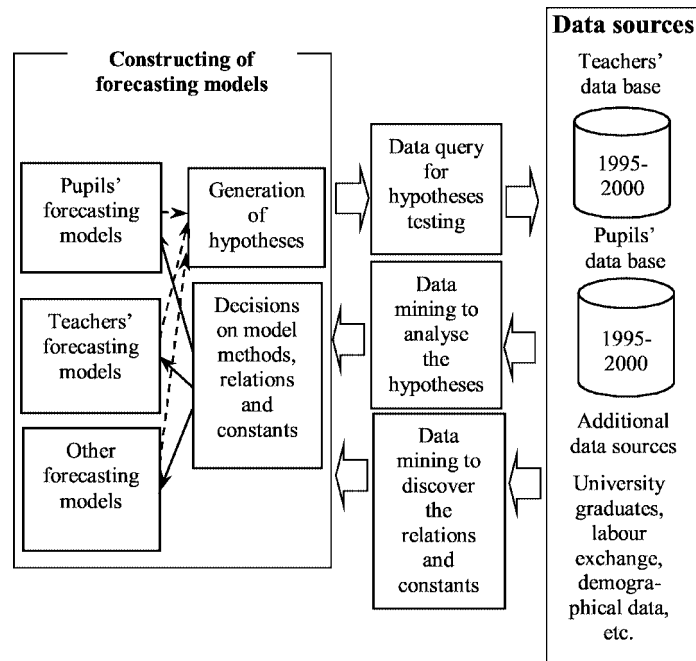 Constructing of
forecasting models
Pupils'
forecasting
models
Generation
of
hypotheses
Teachers'
forecasting
models
Decisions
on model
methods,
relations
and
constants
Other
forecasting
models
Data query
for
hypotheses
testing
Data
mining to
analyse
the
hypotheses
Data
mining to
discover
the
relations
and
constants
Data sources
Teachers'
data base
1995-
2000
Pupils'
data base
1995-
2000
Additional
data sources
University
graduates,
labour
exchange,
demogra-
phical data,
etc.